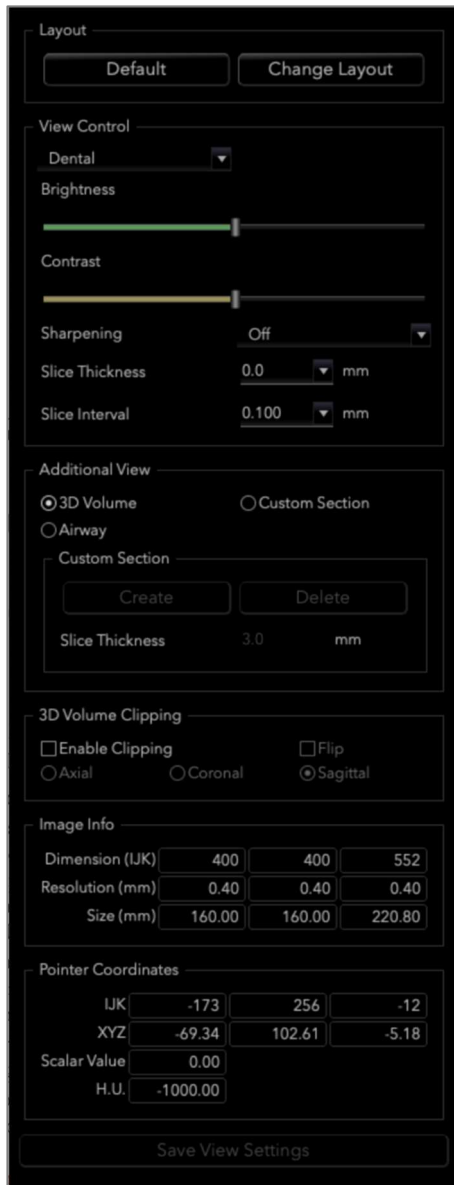 Layout
Default Change Layout
View Control
Dental
Brightness
Contrast
Sharpening Off
Slice Thickness 0.0 mm
Slice Interval 0.100 mm
Additional View
3D Volume Custom Section
Airway
Custom Section
Create Delete
Slice Thickness 3.0 mm
3D Volume Clipping
Enable Clipping Flip
Axial Coronal Sagittal
Image Info
Dimension (IJK) 400 400 552
Resolution (mm) 0.40 0.40 0.40
Size (mm) 160.00 160.00 220.80
Pointer Coordinates
IJK -173 256 -12
XYZ -69.34 102.61 -5.18
Scalar Value 0.00
H.U. -1000.00
Save View Settings